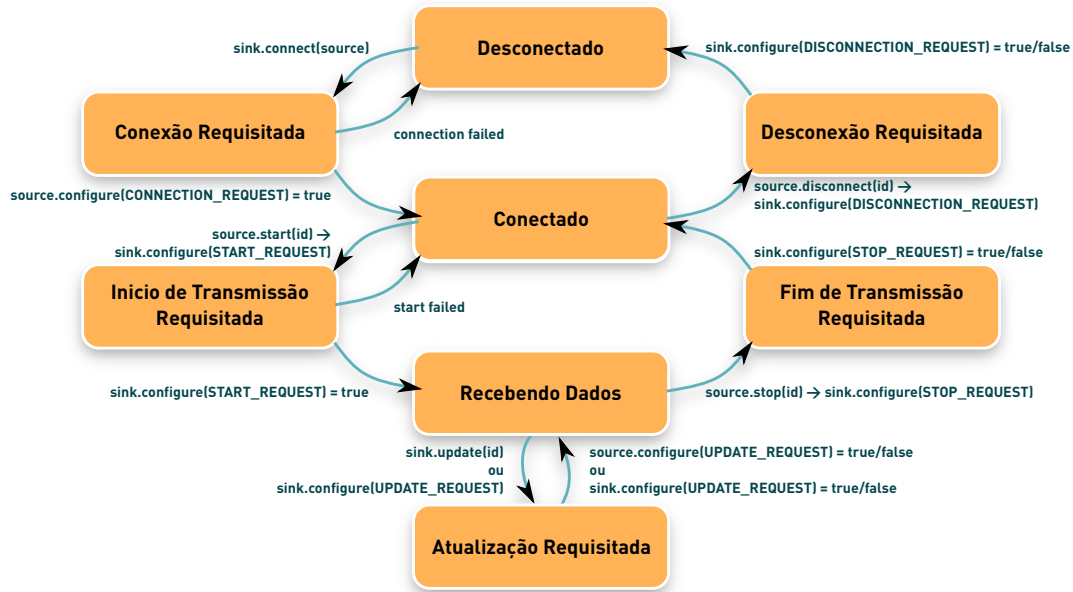 Desconectado
sink.connect(source)
sink.configure(DISCONNECTION_REQUEST) = true/false
Conexão Requisitada
connection failed
Desconexão Requisitada
source.configure(CONNECTION_REQUEST) = true
source.disconnect(id) →
sink.configure(DISCONNECTION_REQUEST)
Conectado
source.start(id) →
sink.configure(START_REQUEST)
sink.configure(STOP_REQUEST) = true/false
Inicio de Transmissão
Requisitada
start failed
Fim de Transmissão
Requisitada
sink.configure(START_REQUEST) = true
Recebendo Dados
source.stop(id) → sink.configure(STOP_REQUEST)
sink.update(id)
ou
sink.configure(UPDATE_REQUEST)
source.configure(UPDATE_REQUEST) = true/false
ou
sink.configure(UPDATE_REQUEST) = true/false
Atualização Requisitada